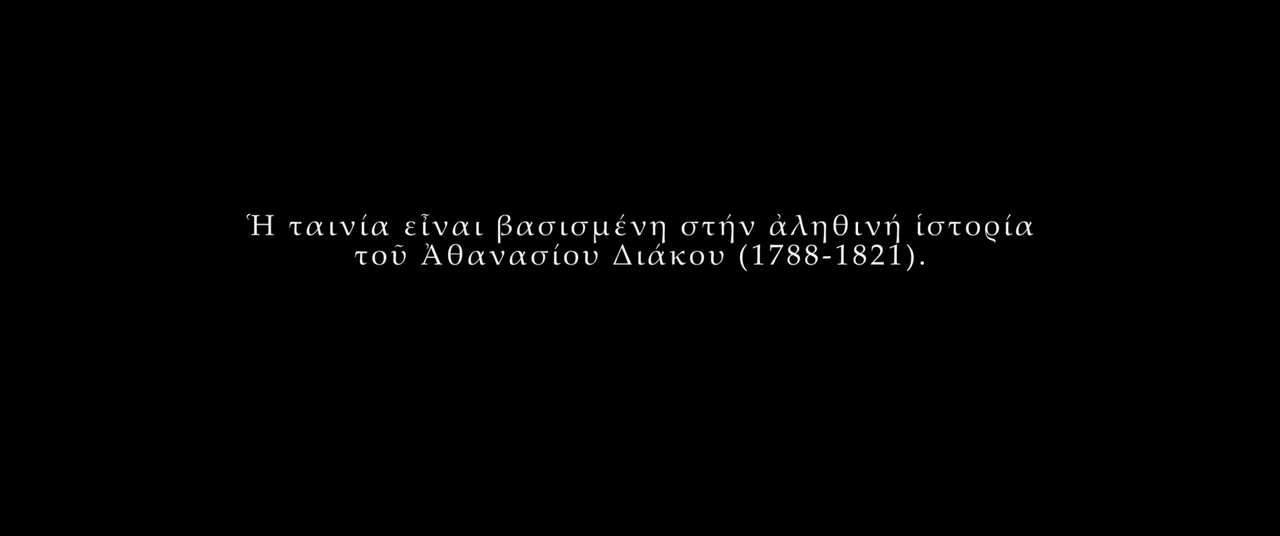 Ἡ ταινία εἶναι βασισμένη στήν ἀληθινή ἱστορία
τοῦ Ἀθανασίου Διάκου (1788-1821).